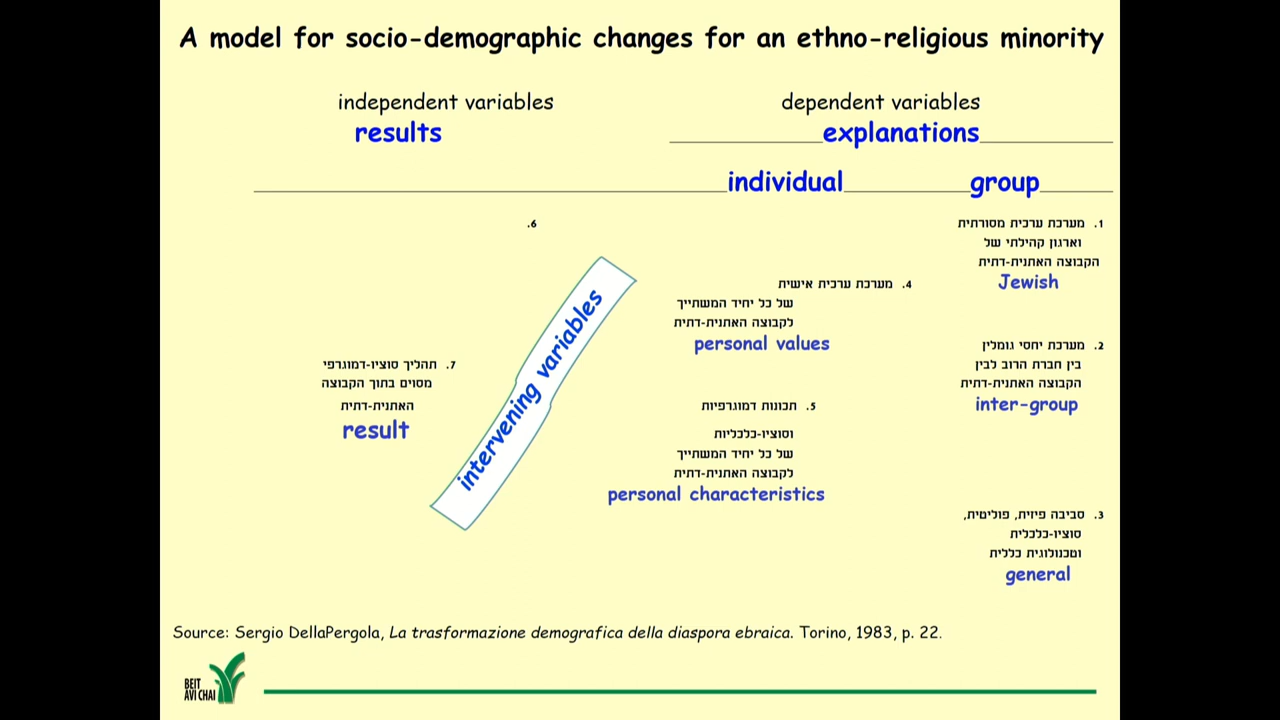 A model for socio-demographic changes for an ethno-religious minority
independent variables
dependent variables
results
explanations
individual
group
1. מערכת ערכית מסורתית
וארגון קהילתי של
הקבוצה האתנית-דתית
Jewish
2. מערכת יחסי גומלין
בין חברת הרוב לבין
הקבוצה האתנית-דתית
inter-group
3. סביבה פיזית, פוליטית,
סוציו-כלכלית
וטכנולוגית כללית
general
4. מערכת ערכית אישית
של כל יחיד המשתייך
לקבוצה האתנית-דתית
personal values
5. תכונות דמוגרפיות
וסוציו-כלכליות
של כל יחיד המשתייך
לקבוצה האתנית-דתית
personal characteristics
6.
intervening variables
7. תהליך סוציו-דמוגרפי
מסוים בתוך הקבוצה
האתנית-דתית
result
Source: Sergio DellaPergola, La trasformazione demografica della diaspora ebraica. Torino, 1983, p. 22.
BEIT
AVI CHAI